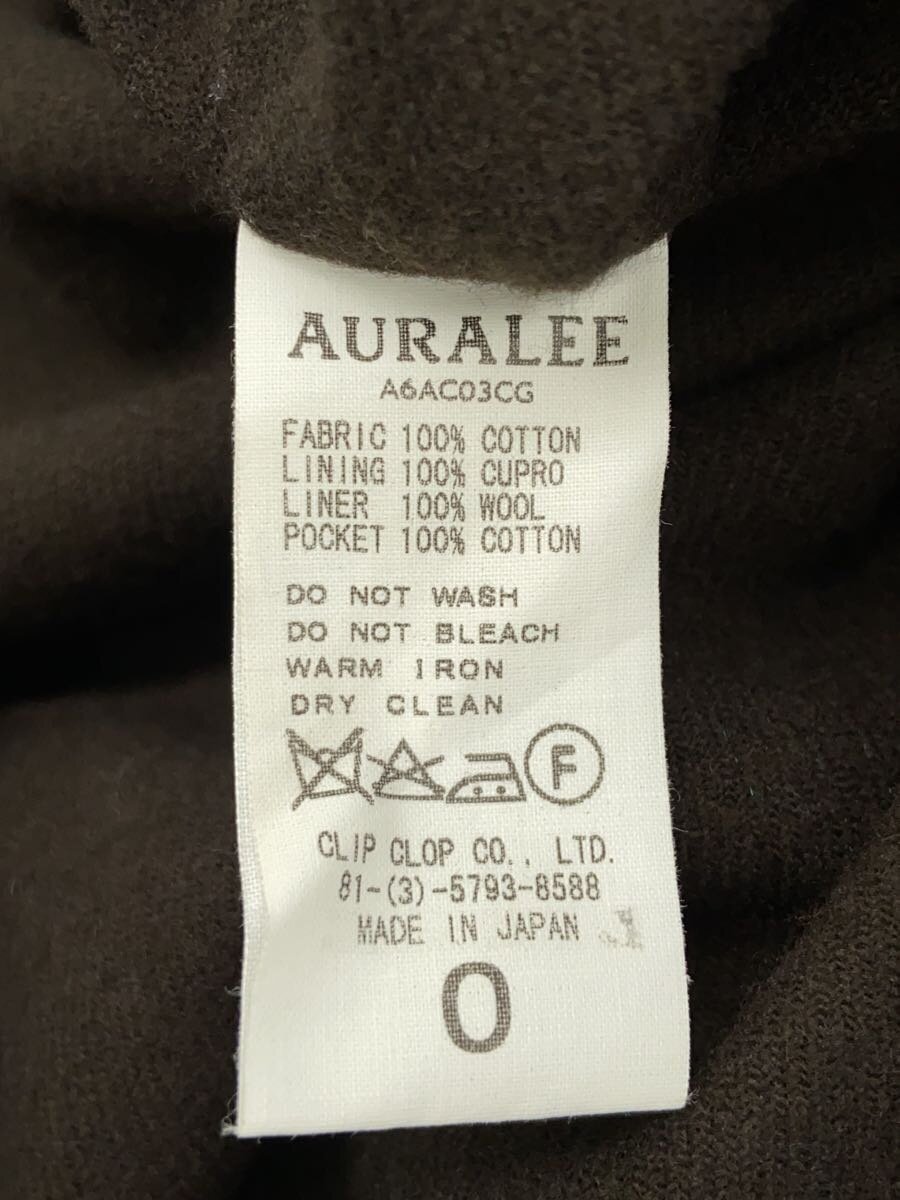 AURALEE
A6AC03CG
FABRIC 100% COTTON
LINING 100% CUPRO
LINER 100% WOOL
POCKET 100% COTTON
DO NOT WASH
DO NOT BLEACH
WARM IRON
DRY CLEAN
F
CLIP CLOP CO., LTD.
81-(3)-5793-8588
MADE IN JAPAN
0